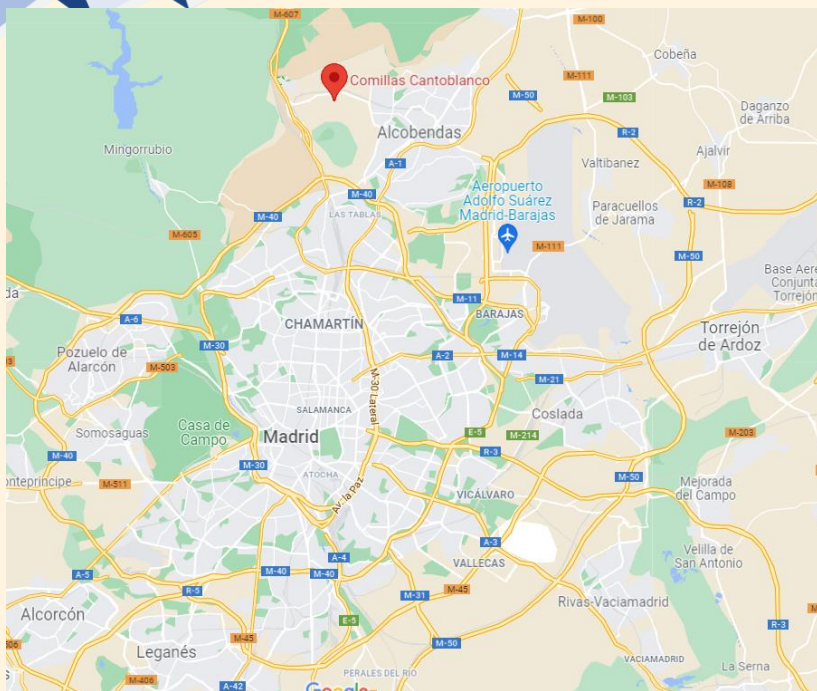 M-607
M-100
Cobeña
Comillas Cantoblanco
M-111
M-50
M-103
Daganzo
de Arriba
Alcobendas
R-2
Mingorrubio
Ajalvir
A-1
Valtibanez
M-40
Aeropuerto
Adolfo Suárez
Madrid-Barajas
M-108
R-2
M-40
LAS TABLAS
Paracuellos
de Jarama
M-605
M-111
M-50
Base Aere
Conjunta
Torrejón
da
M-11
A-6
CHAMARTÍN
BARAJAS
Torrejón
de Ardoz
M-30
Pozuelo de
Alarcón
M-503
A-2
M-14
M-30 Lateral
M-21
SALAMANCA
Coslada
Casa de
Campo
Somosaguas
Madrid
E-5
M-214
M-203
M-40
R-3
M-30
ATOCHA
M-50
onteprincipe
M-511
Mejorada
del Campo
Av. la Paz
VICÁLVARO
A-3
Velilla de
San Antonio
A-4
VALLECAS
A-5
M-40
M-40
R-5
M-45
M-31
Rivas-Vaciamadrid
Alcorcón
E-5
R-3
M-45
M-50
Leganés
VACIAMADRID
La Serna
PERALES DEL RIO
M-406
A-42
Google